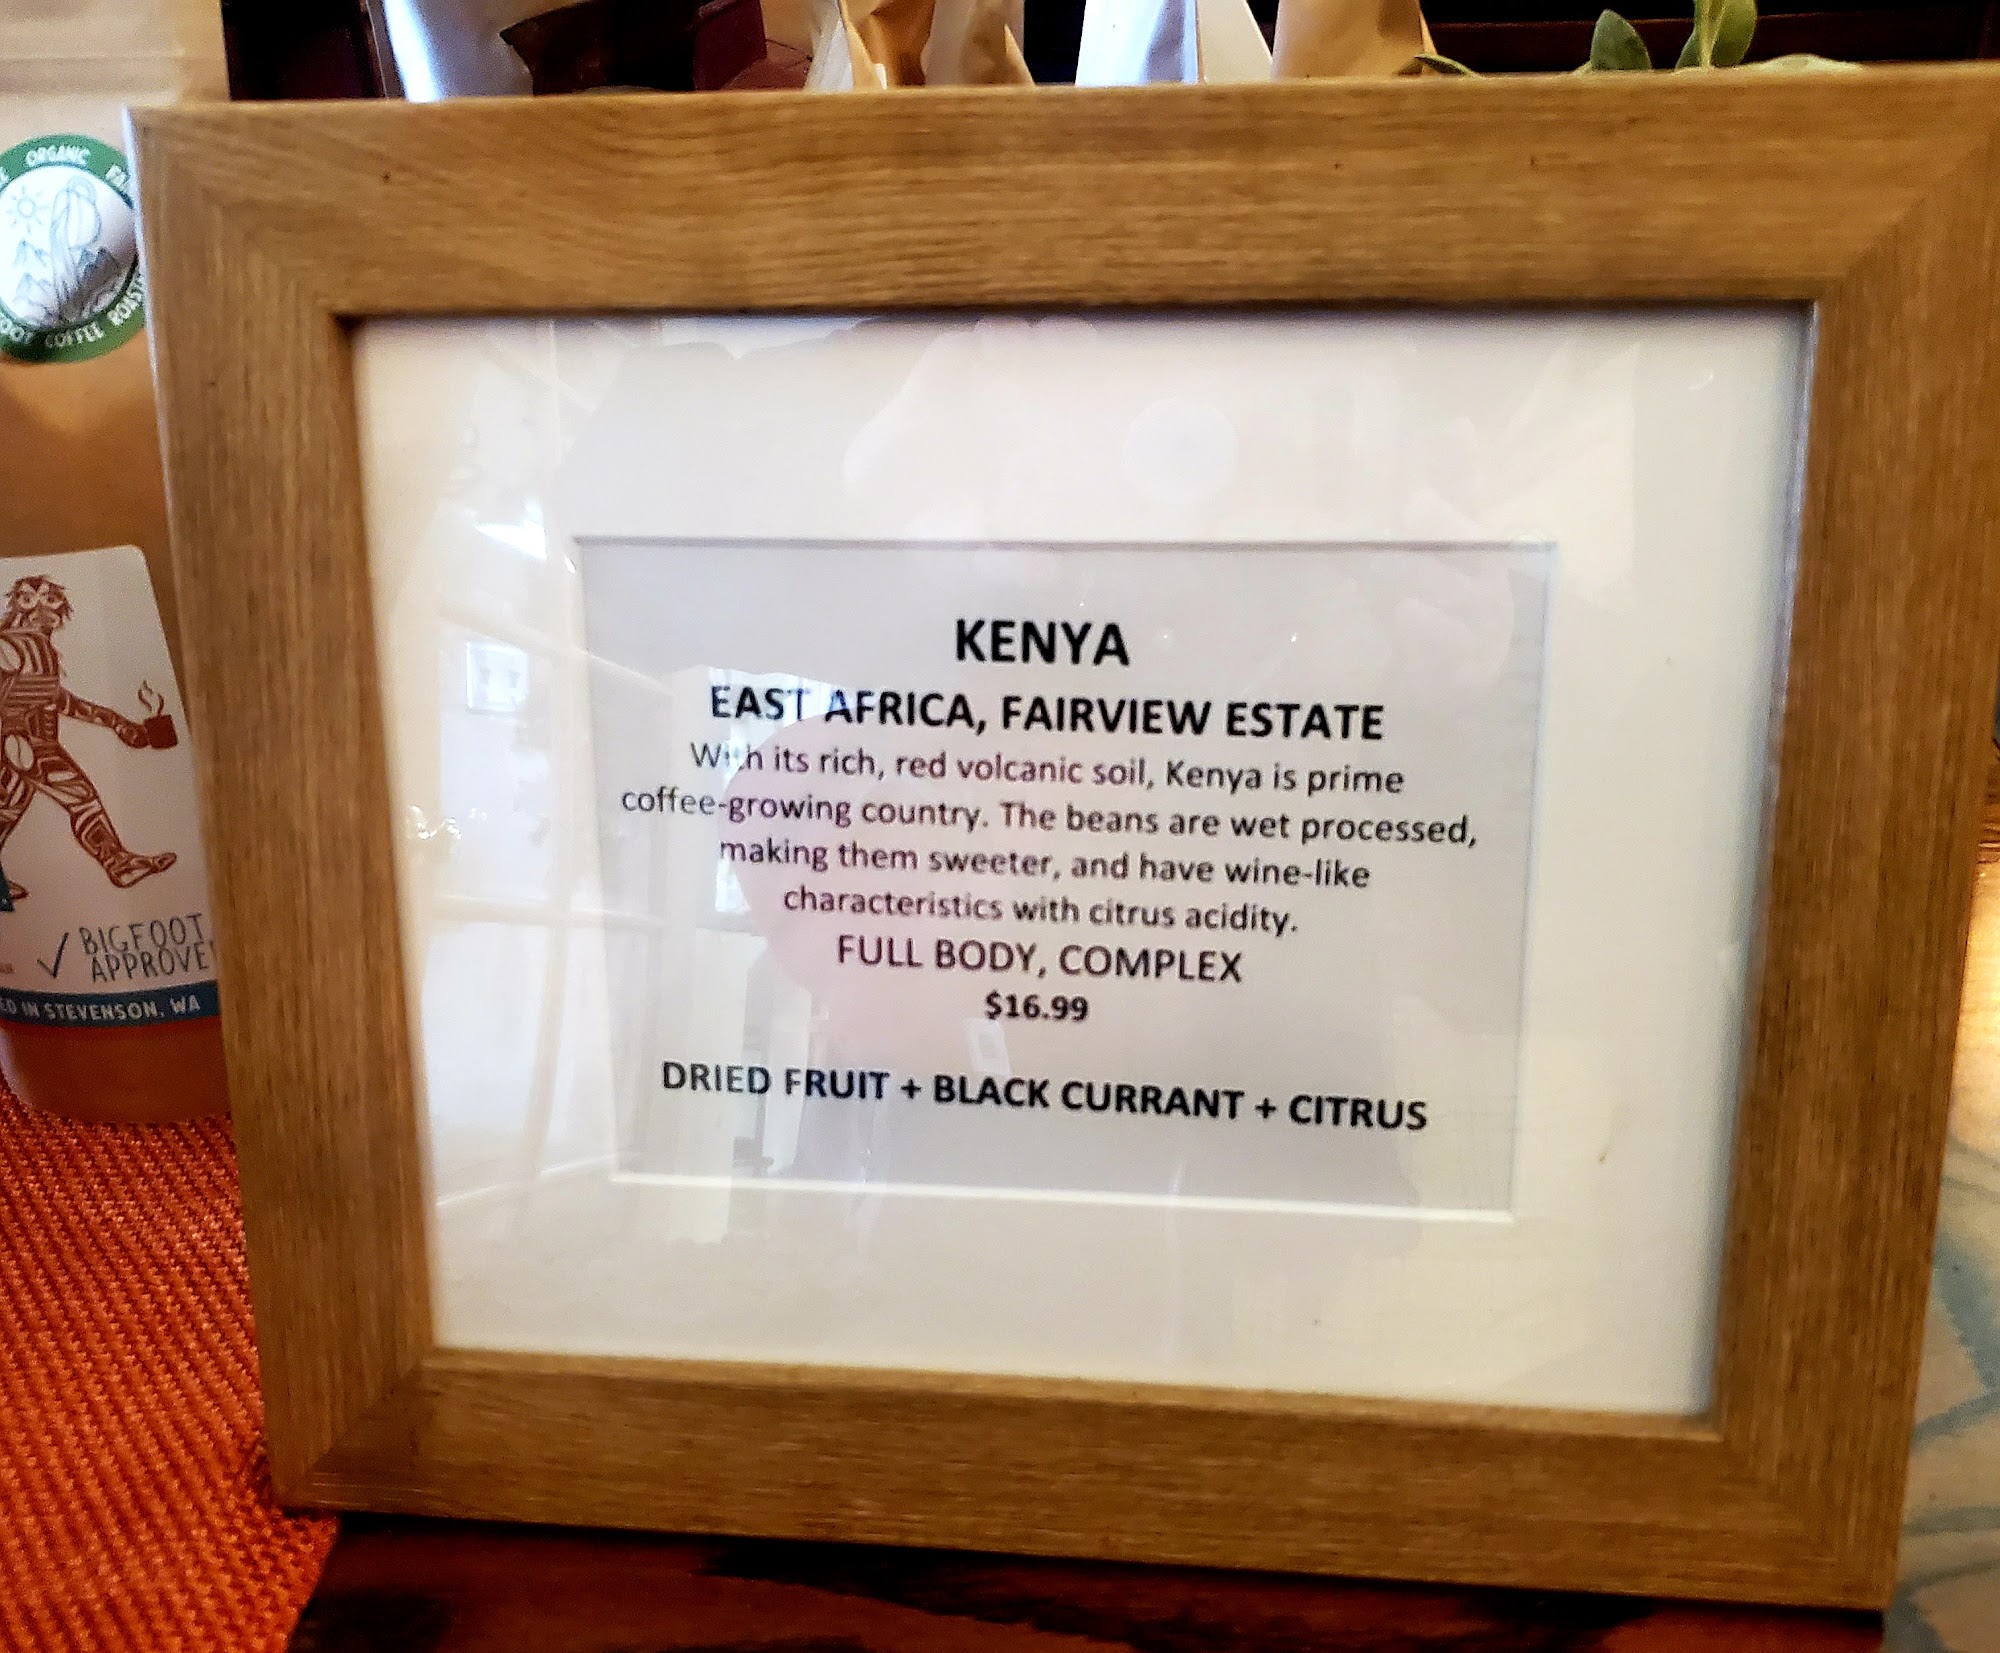 ORGANIC
COFFEE
BIGFOOT
IN STEVENSON, WA
KENYA
EAST AFRICA, FAIRVIEW ESTATE
With its rich, red volcanic soil, Kenya is prime
coffee-growing country. The beans are wet processed,
making them sweeter, and have wine-like
characteristics with citrus acidity.
FULL BODY, COMPLEX
$16.99
DRIED FRUIT + BLACK CURRANT + CITRUS